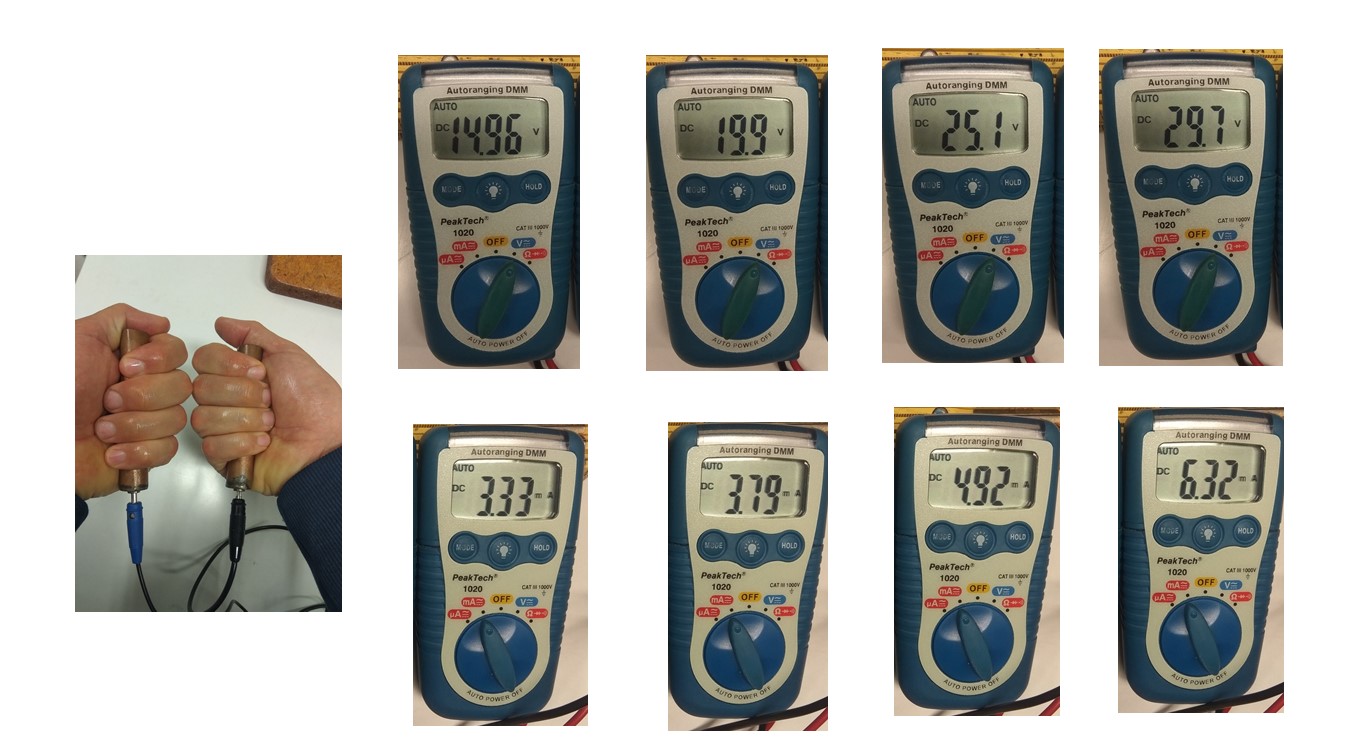 Autoranging DMM
AUTO
DC 14.96 V
MODE HOLD
PeakTech®
1020
CAT III 1000V
mA OFF V
μA Ω
AUTO POWER OFF
Autoranging DMM
AUTO
DC 19.9 V
MODE HOLD
PeakTech®
1020
CAT III 1000V
mA OFF V
μA Ω
AUTO POWER OFF
Autoranging DMM
AUTO
DC 25.1 V
MODE HOLD
PeakTech®
1020
CAT III 1000V
mA OFF V
μA Ω
AUTO POWER OFF
Autoranging DMM
AUTO
DC 29.7 V
MODE HOLD
PeakTech®
1020
CAT III 1000V
mA OFF V
μA Ω
AUTO POWER OFF
Autoranging DMM
AUTO
DC 3.33 m A
MODE HOLD
PeakTech®
1020
CAT III 1000V
mA OFF V
μA Ω
AUTO POWER OFF
Autoranging DMM
AUTO
DC 3.79 m A
MODE HOLD
PeakTech®
1020
CAT III 1000V
mA OFF V
μA Ω
AUTO POWER OFF
Autoranging DMM
AUTO
DC 4.92 m A
MODE HOLD
PeakTech®
1020
CAT III 1000V
mA OFF V
μA Ω
AUTO POWER OFF
Autoranging DMM
AUTO
DC 6.32 m A
MODE HOLD
PeakTech®
1020
CAT III 1000V
mA OFF V
μA Ω
AUTO POWER OFF